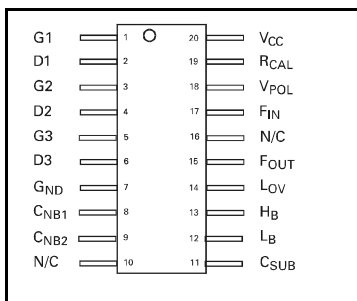 G1 1 20 VCC
D1 2 19 RCAL
G2 3 18 VPOL
D2 4 17 FIN
G3 5 16 N/C
D3 6 15 FOUT
GND 7 14 LOV
CNB1 8 13 HB
CNB2 9 12 LB
N/C 10 11 CSUB